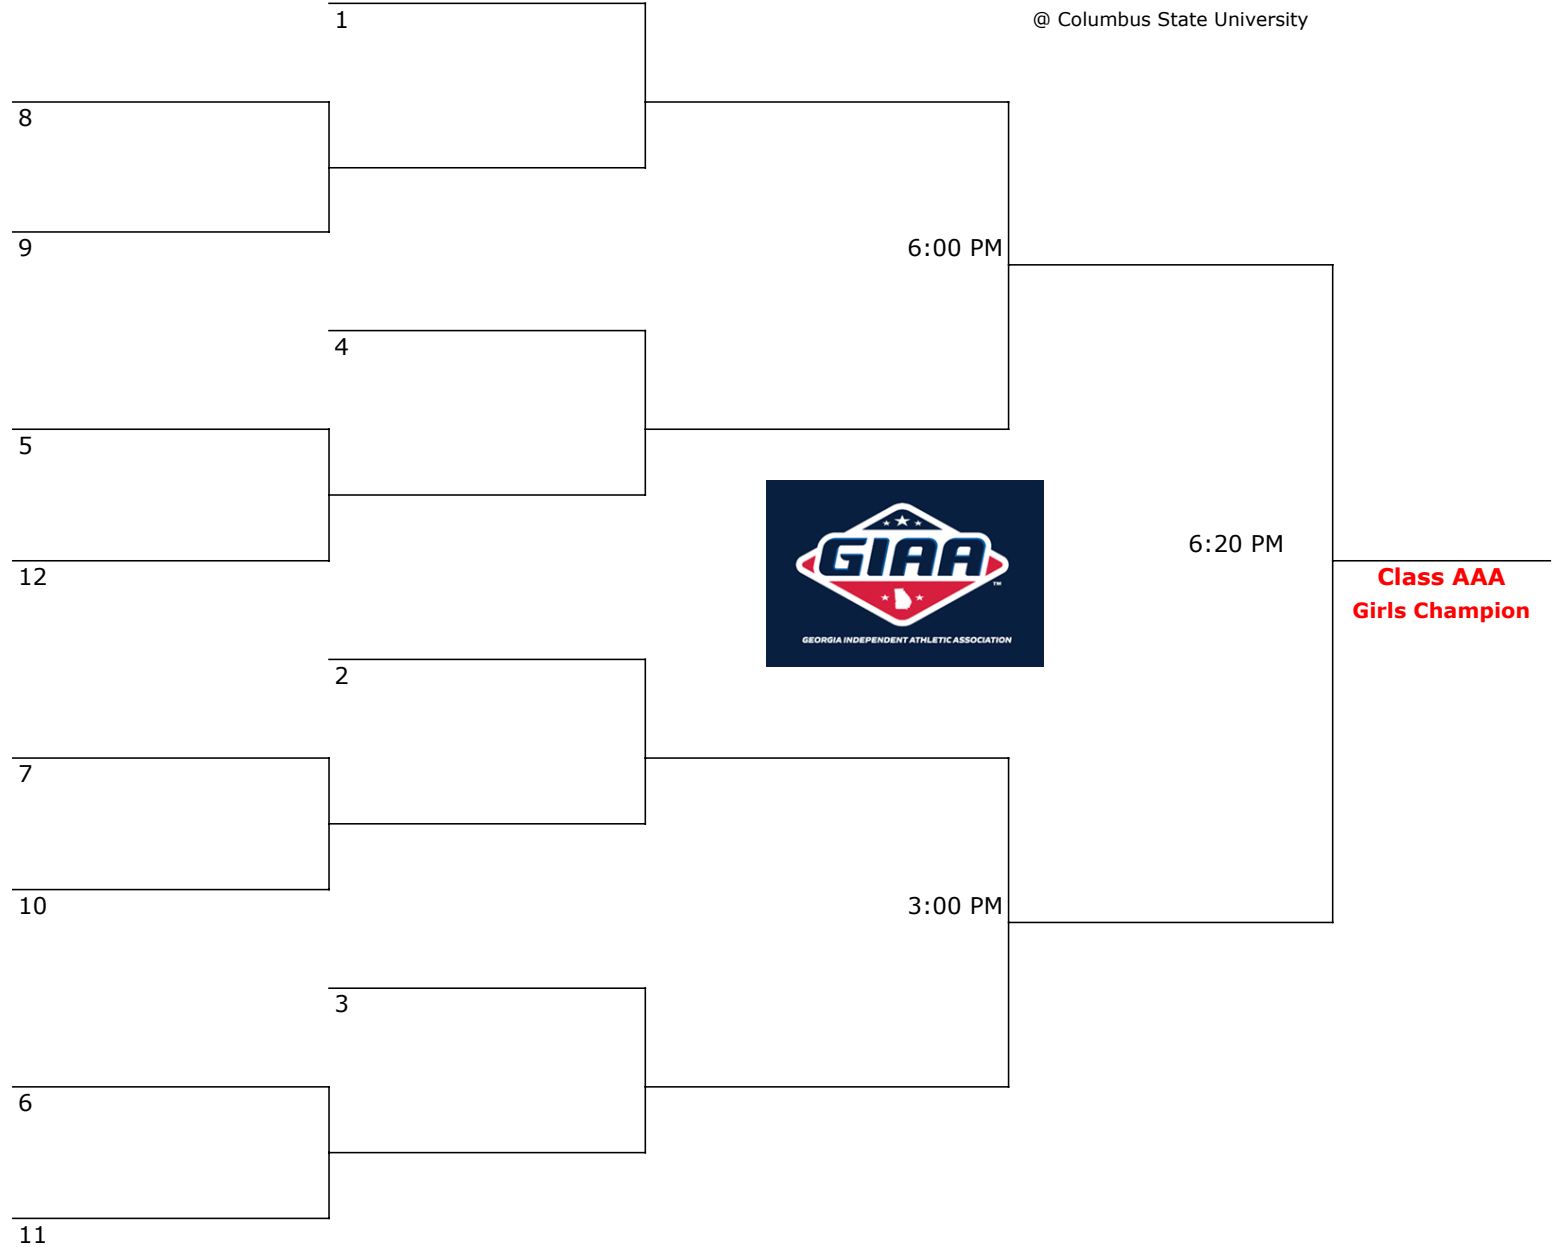 1
@ Columbus State University
8
9
6:00 PM
4
5
12
GIAA
TM
GEORGIA INDEPENDENT ATHLETIC ASSOCIATION
6:20 PM
Class AAA
Girls Champion
2
7
10
3:00 PM
3
6
11